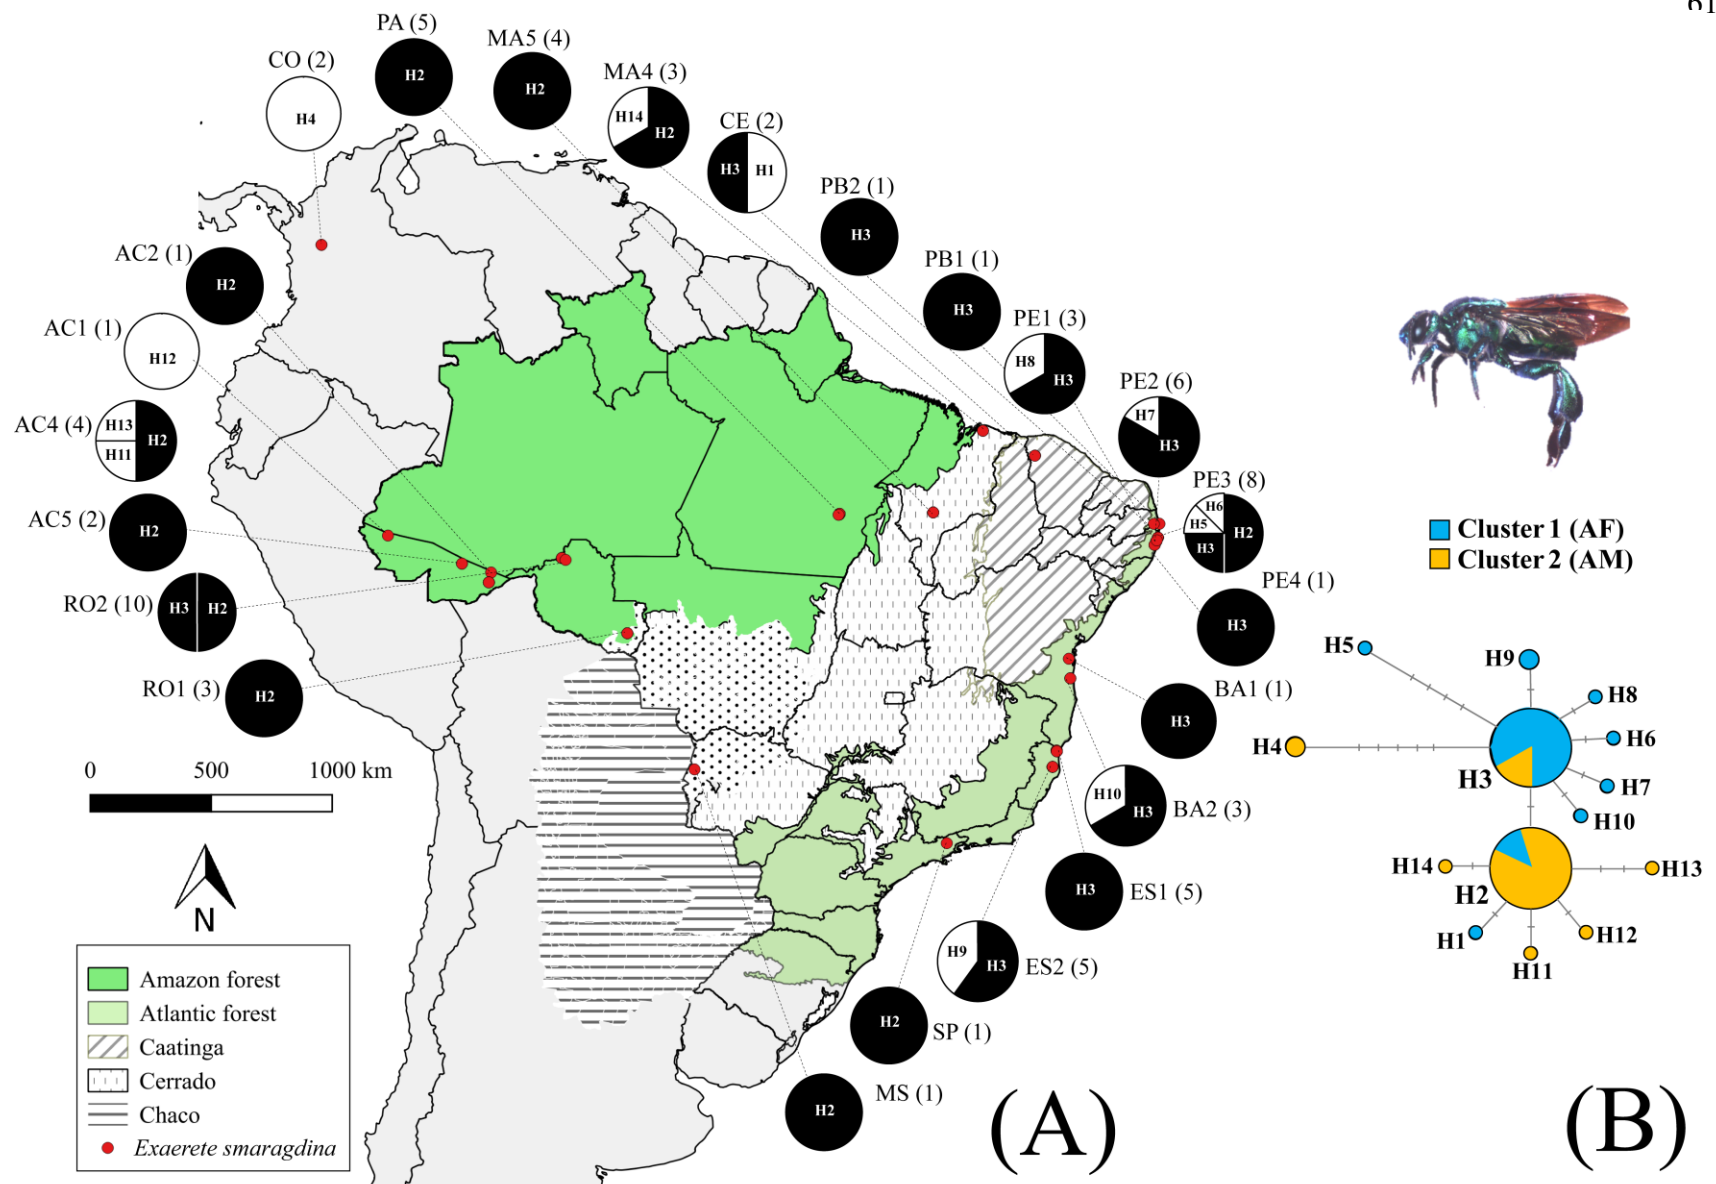 61
PA (5)
H2
MA5 (4)
H2
CO (2)
H4
MA4 (3)
H14
H2
CE (2)
H3
H1
PB2 (1)
H3
AC2 (1)
H2
PB1 (1)
H3
AC1 (1)
H12
PE1 (3)
H8
H3
PE2 (6)
H7
H3
AC4 (4)
H13
H2
H11
PE3 (8)
H6
H5
H2
H3
AC5 (2)
H2
PE4 (1)
H3
RO2 (10)
H3
H2
RO1 (3)
H2
BA1 (1)
H3
BA2 (3)
H10
H3
ES1 (5)
H3
ES2 (5)
H9
H3
SP (1)
H2
MS (1)
H2
0 500 1000 km
N
Amazon forest
Atlantic forest
Caatinga
Cerrado
Chaco
Exaerete smaragdina
(A)
Cluster 1 (AF)
Cluster 2 (AM)
H5
H9
H8
H4
H6
H3
H7
H10
H14
H13
H2
H1
H12
H11
(B)